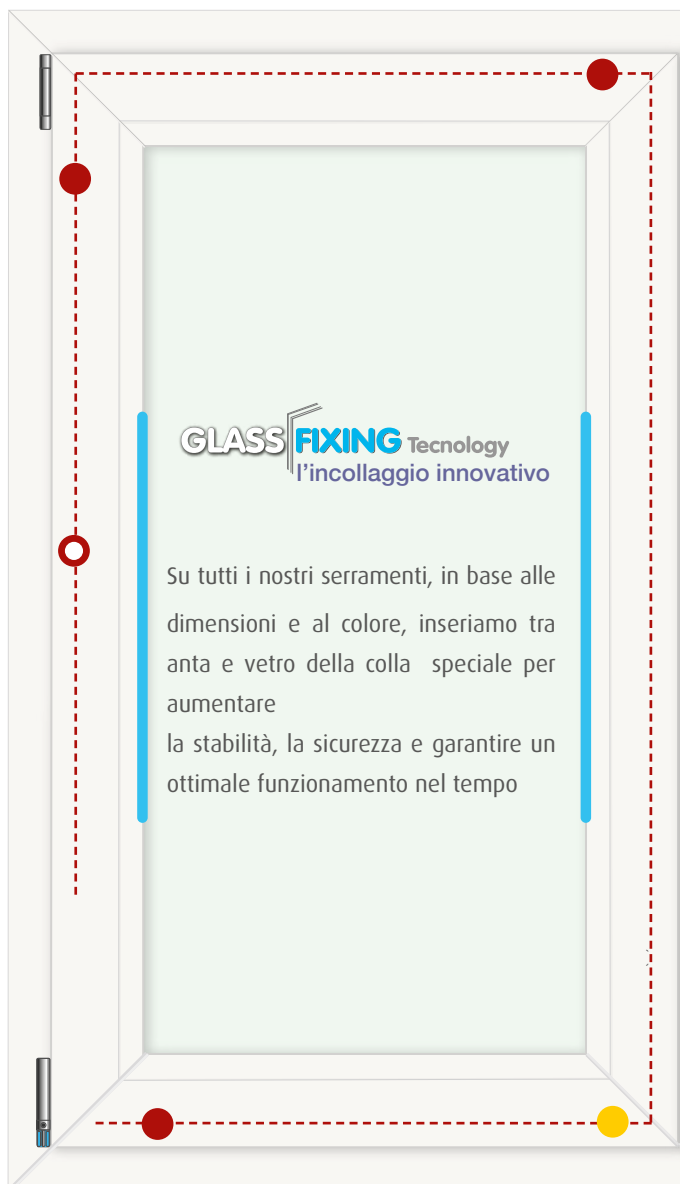 GLASS FIXING Tecnology
l'incollaggio innovativo
Su tutti i nostri serramenti, in base alle
dimensioni e al colore, inseriamo tra
anta e vetro della colla speciale per
aumentare
la stabilità, la sicurezza e garantire un
ottimale funzionamento nel tempo